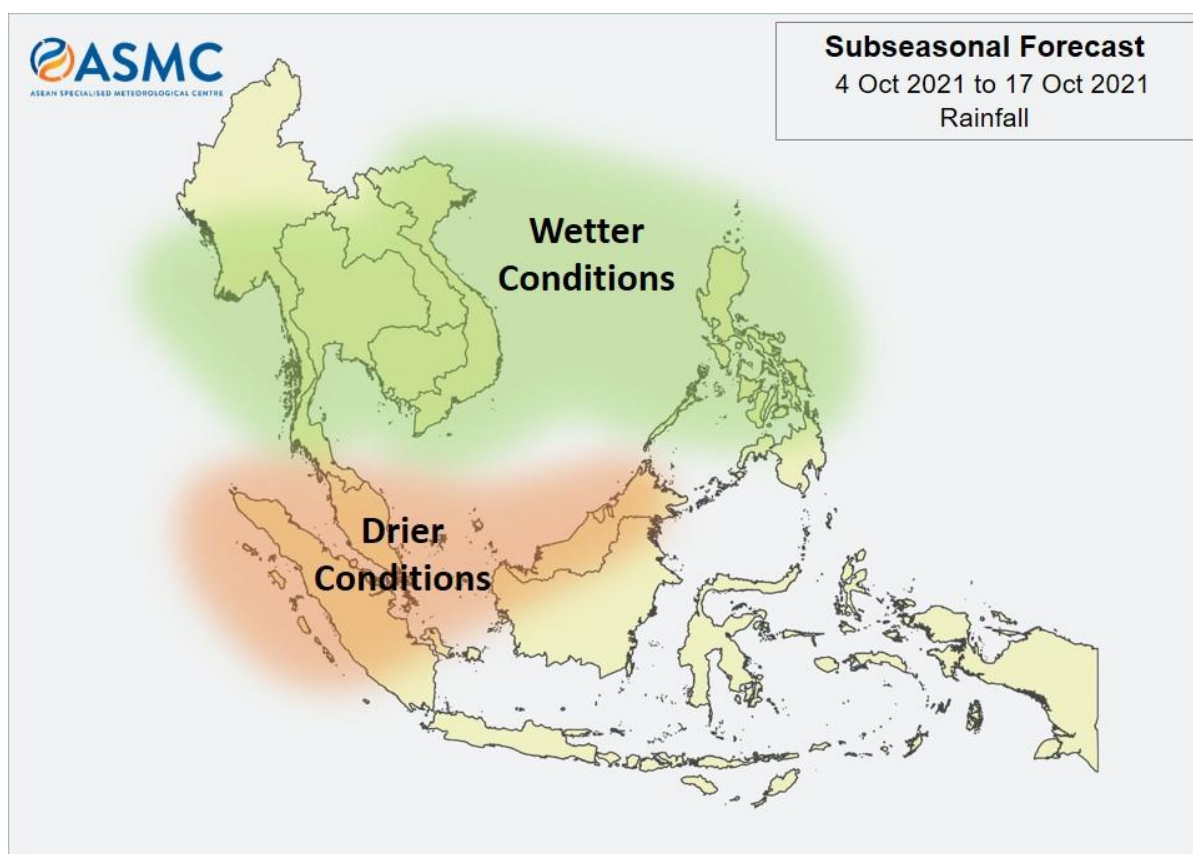 ASMC
ASEAN SPECIALISED METEOROLOGICAL CENTRE
Subseasonal Forecast
4 Oct 2021 to 17 Oct 2021
Rainfall
Wetter
Conditions
Drier
Conditions